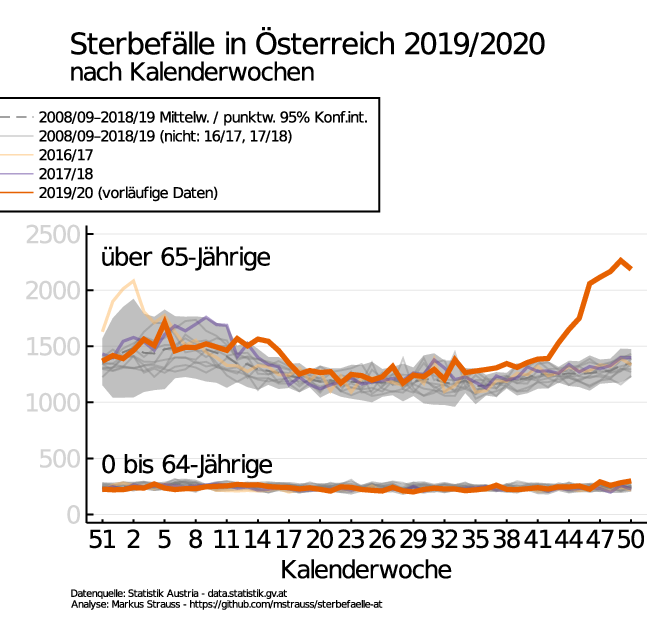 Sterbefälle in Österreich 2019/2020
nach Kalenderwochen
2008/09–2018/19 Mittelw. / punktw. 95% Konf.int.
2008/09–2018/19 (nicht: 16/17, 17/18)
2016/17
2017/18
2019/20 (vorläufige Daten)
2500
über 65-Jährige
2000
1500
1000
500
0 bis 64-Jährige
0
51 2 5 8 11 14 17 20 23 26 29 32 35 38 41 44 47 50
Kalenderwoche
Datenquelle: Statistik Austria - data.statistik.gv.at
Analyse: Markus Strauss - https://github.com/mstrauss/sterbefaelle-at